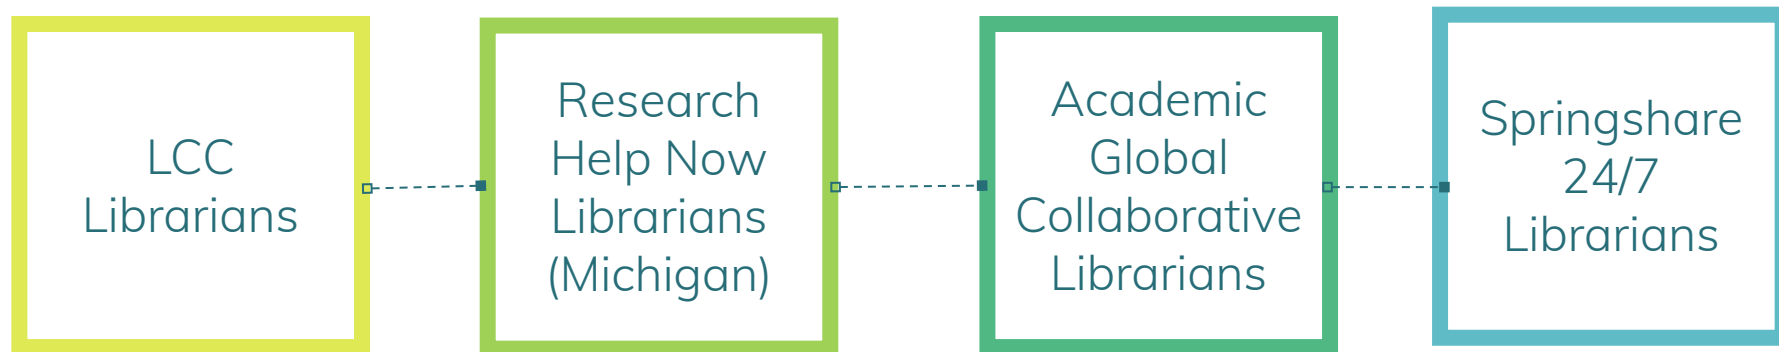 LCC
Librarians
Research
Help Now
Librarians
(Michigan)
Academic
Global
Collaborative
Librarians
Springshare
24/7
Librarians